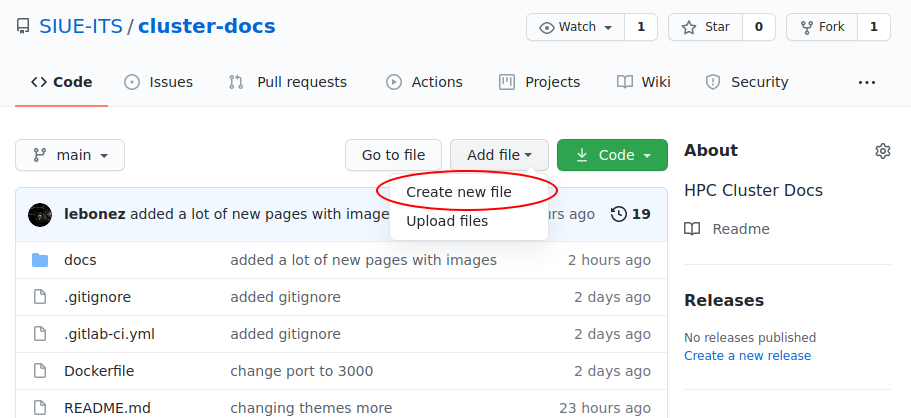 SIUE-ITS / cluster-docs
Watch 1 Star 0 Fork 1
Code Issues Pull requests Actions Projects Wiki Security ...
main Go to file Add file Code
Create new file
Upload files
lebonez added a lot of new pages with image urs ago 19
docs added a lot of new pages with images 2 hours ago
.gitignore added gitignore 2 days ago
.gitlab-ci.yml added gitignore 2 days ago
Dockerfile change port to 3000 2 days ago
README.md changing themes more 23 hours ago
About
HPC Cluster Docs
Readme
Releases
No releases published
Create a new release